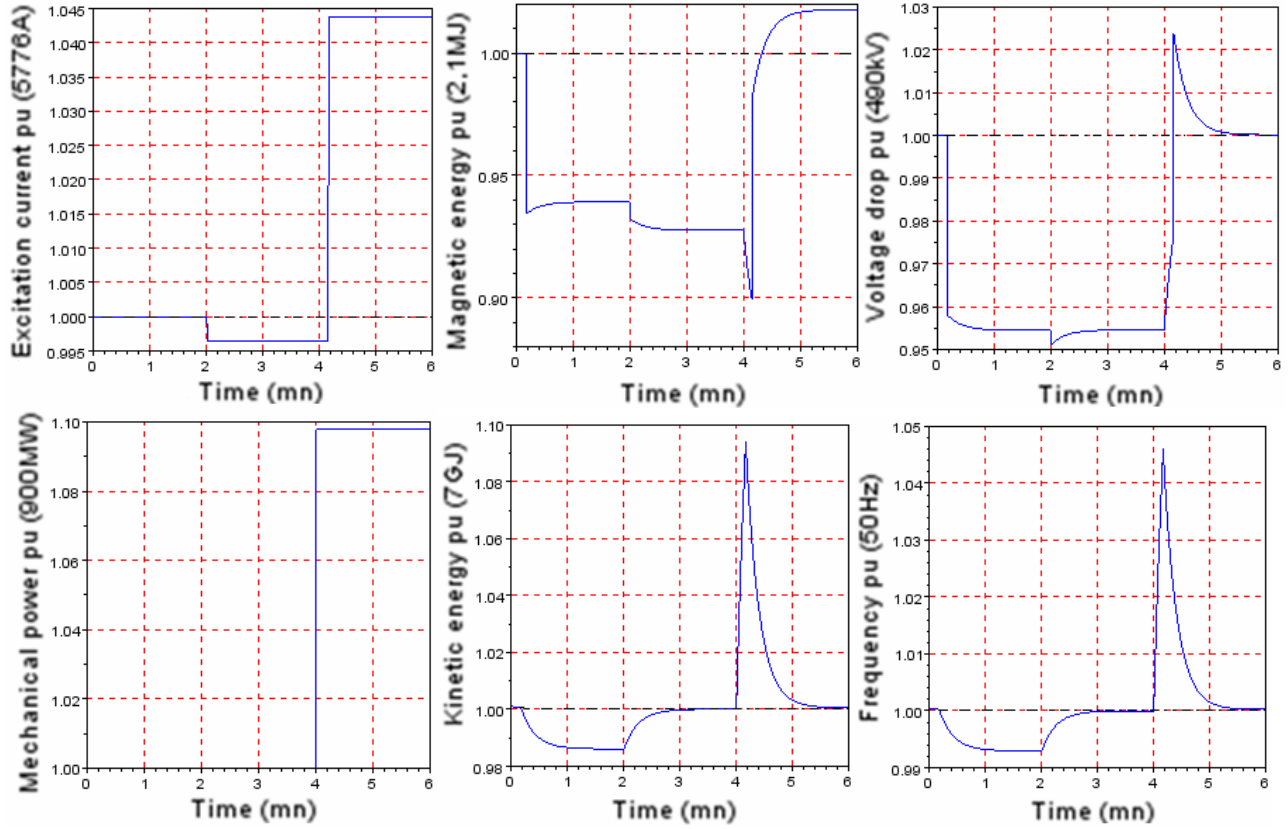 Excitation current pu (5776A)
1.045
1.040
1.035
1.030
1.025
1.020
1.015
1.010
1.005
1.000
0.995
0 1 2 3 4 5 6
Time (mn)
Magnetic energy pu (2.1MJ)
1.00
0.95
0.90
0 1 2 3 4 5 6
Time (mn)
Voltage drop pu (490kV)
1.03
1.02
1.01
1.00
0.99
0.98
0.97
0.96
0.95
0 1 2 3 4 5 6
Time (mn)
Mechanical power pu (900MW)
1.10
1.08
1.06
1.04
1.02
1.00
0 1 2 3 4 5 6
Time (mn)
Kinetic energy pu (7GJ)
1.10
1.08
1.06
1.04
1.02
1.00
0.98
0 1 2 3 4 5 6
Time (mn)
Frequency pu (50Hz)
1.05
1.04
1.03
1.02
1.01
1.00
0.99
0 1 2 3 4 5 6
Time (mn)